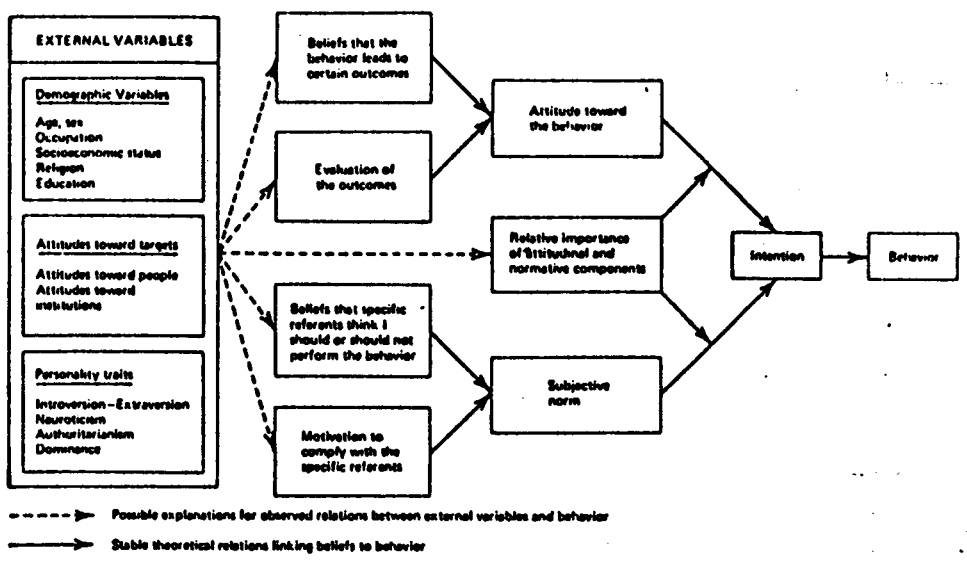 EXTERNAL VARIABLES
Demographic Variables
Age, sex
Occupation
Socioeconomic status
Religion
Education
Attitudes toward targets
Attitudes toward people
Attitudes toward
institutions
Personality traits
Introversion–Extraversion
Neuroticism
Authoritarianism
Dominance
Beliefs that the
behavior leads to
certain outcomes
Evaluation of
the outcomes
Beliefs that specific
referents think I
should or should not
perform the behavior
Motivation to
comply with the
specific referents
Attitude toward
the behavior
Relative importance
of attitudinal and
normative components
Subjective
norm
Intention
Behavior
Possible explanations for observed relations between external variables and behavior
Stable theoretical relations linking beliefs to behavior